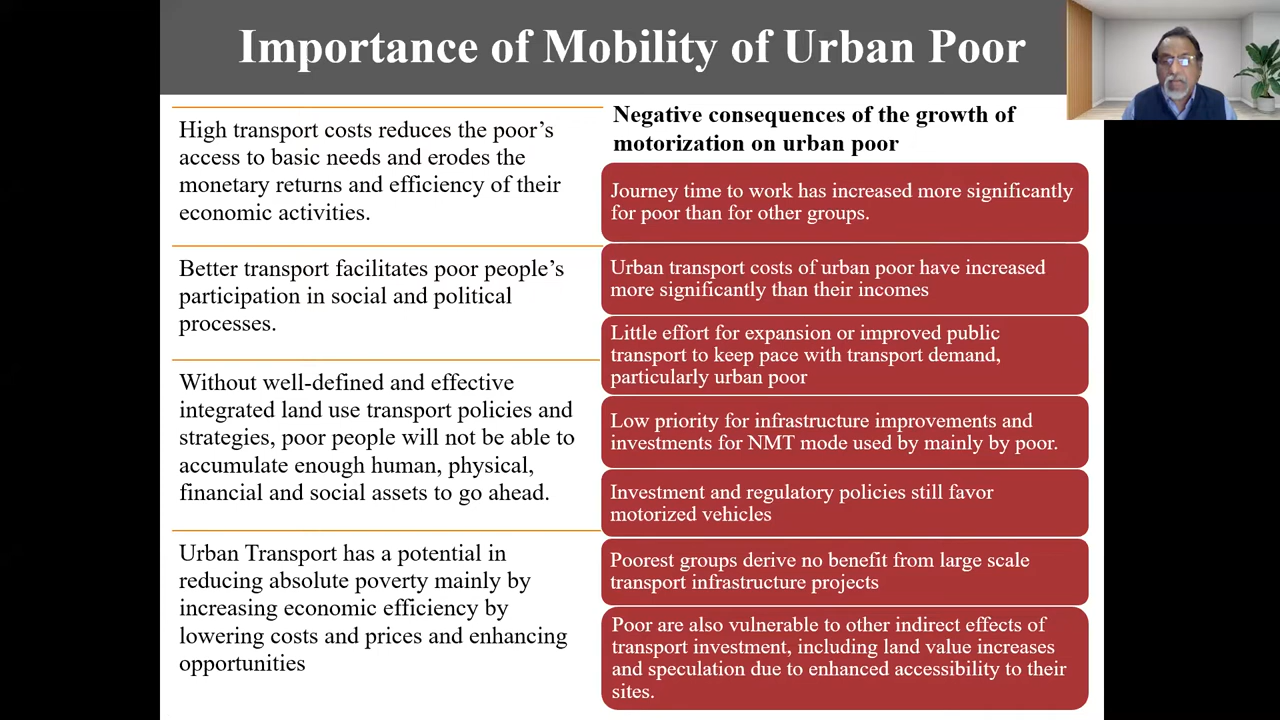 Importance of Mobility of Urban Poor
High transport costs reduces the poor’s
access to basic needs and erodes the
monetary returns and efficiency of their
economic activities.
Better transport facilitates poor people’s
participation in social and political
processes.
Without well-defined and effective
integrated land use transport policies and
strategies, poor people will not be able to
accumulate enough human, physical,
financial and social assets to go ahead.
Urban Transport has a potential in
reducing absolute poverty mainly by
increasing economic efficiency by
lowering costs and prices and enhancing
opportunities
Negative consequences of the growth of
motorization on urban poor
Journey time to work has increased more significantly
for poor than for other groups.
Urban transport costs of urban poor have increased
more significantly than their incomes
Little effort for expansion or improved public
transport to keep pace with transport demand,
particularly urban poor
Low priority for infrastructure improvements and
investments for NMT mode used by mainly by poor.
Investment and regulatory policies still favor
motorized vehicles
Poorest groups derive no benefit from large scale
transport infrastructure projects
Poor are also vulnerable to other indirect effects of
transport investment, including land value increases
and speculation due to enhanced accessibility to their
sites.